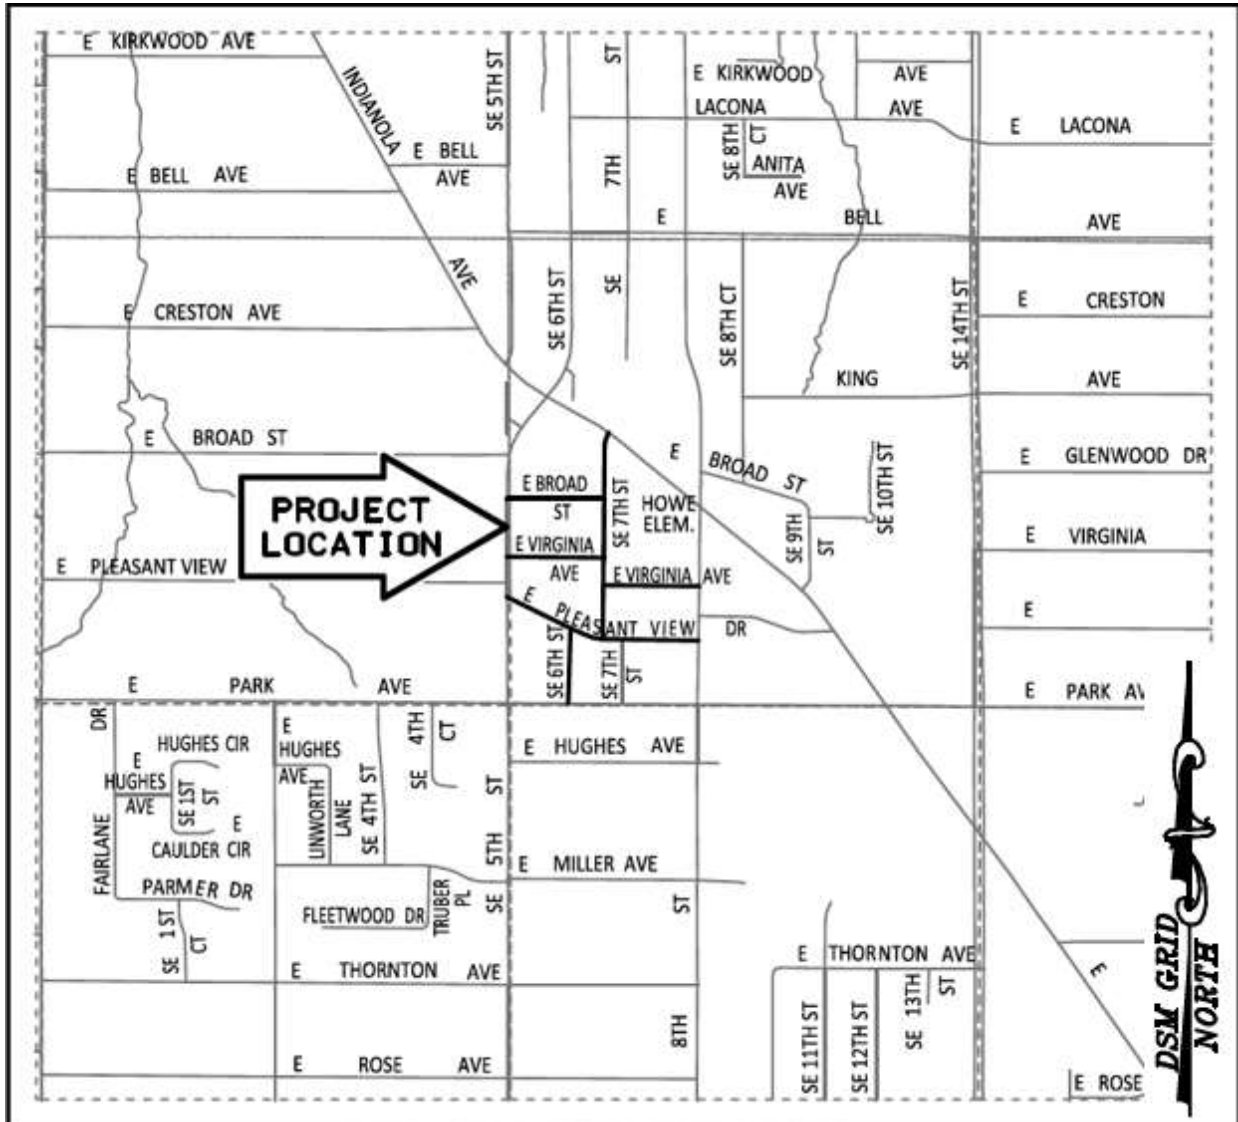 E KIRKWOOD AVE
INDIANOLA
AVE
SE 5TH ST
ST
7TH
SE
E KIRKWOOD
AVE
LACONA
AVE
E LACONA
SE 8TH
CT
ANITA
AVE
E BELL
AVE
E BELL AVE
E
BELL
AVE
E CRESTON AVE
SE 6TH ST
SE 8TH CT
SE 14TH ST
E CRESTON
KING
AVE
E BROAD ST
E
BROAD ST
SE 10TH ST
E GLENWOOD DR
PROJECT
LOCATION
E BROAD
ST
SE 7TH ST
HOWE
ELEM.
SE 9TH
ST
E VIRGINIA
E VIRGINIA
AVE
E VIRGINIA AVE
E PLEASANT VIEW
E PLEASANT VIEW DR
E
SE 6TH ST
SE 7TH
ST
E PARK AVE
E PARK AV
DR
FAIRLANE
HUGHES CIR
E
HUGHES
AVE
SE 1ST
ST
E
CAULDER CIR
PARMER DR
SE 1ST
CT
E
HUGHES
AVE
LINWORTH
LANE
SE 4TH ST
SE 4TH
CT
SE 5TH ST
E HUGHES AVE
E MILLER AVE
FLEETWOOD DR
TRUBER
PL
ST
8TH
E THORNTON AVE
E THORNTON AVE
SE 11TH ST
SE 12TH ST
SE 13TH
ST
E
E ROSE AVE
E ROSE
DSM GRID
NORTH